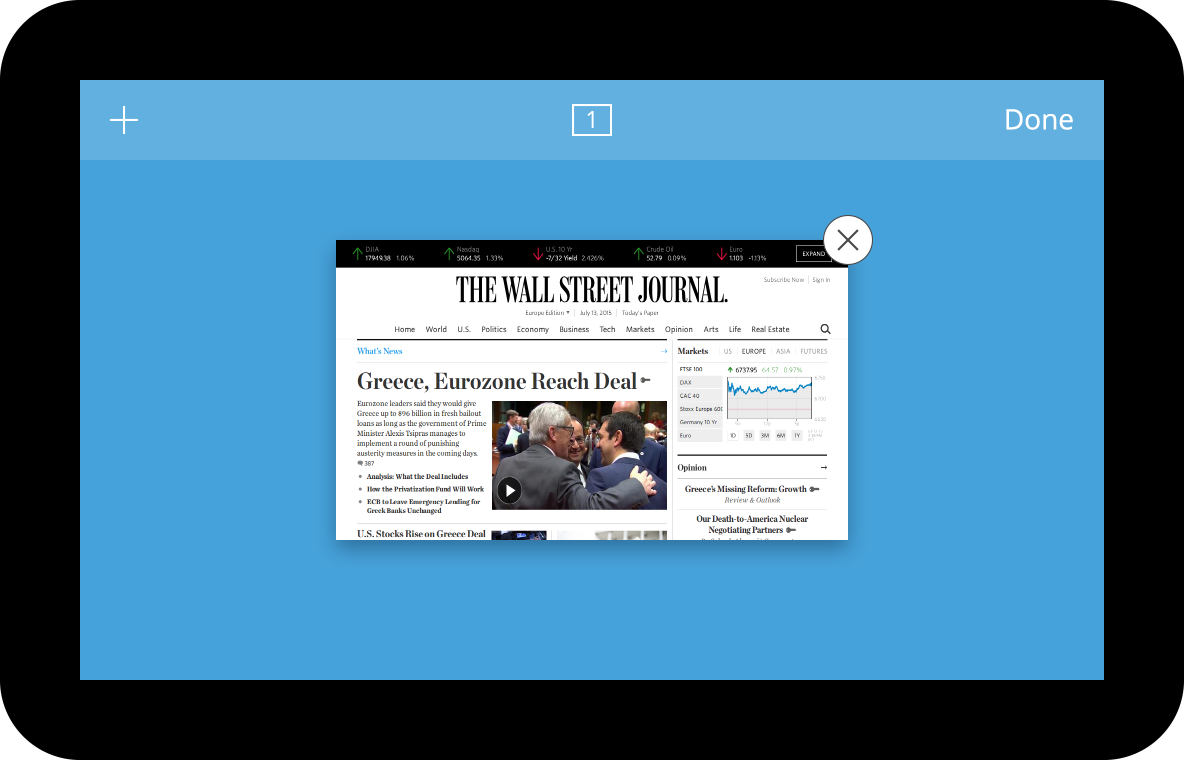 1
Done
DJIA
17949.38 1.06%
Nasdaq
5064.35 1.33%
U.S. 10 Yr
-7/32 Yield 2.426%
Crude Oil
52.79 0.09%
Euro
1.103 -1.13%
EXPAND
Subscribe Now | Sign In
THE WALL STREET JOURNAL.
Europe Edition ▾ | July 13, 2015 | Today's Paper
Home World U.S. Politics Economy Business Tech Markets Opinion Arts Life Real Estate
What's News →
Greece, Eurozone Reach Deal
Eurozone leaders said they would give
Greece up to €96 billion in fresh bailout
loans as long as the government of Prime
Minister Alexis Tsipras manages to
implement a round of punishing
austerity measures in the coming days.
387
• Analysis: What the Deal Includes
• How the Privatization Fund Will Work
• ECB to Leave Emergency Lending for
Greek Banks Unchanged
U.S. Stocks Rise on Greece Deal
Markets US EUROPE ASIA FUTURES
FTSE 100
DAX
CAC 40
Stoxx Europe 600
Germany 10 Yr
Euro
6737.95 64.57 0.97%
1D 5D 3M 6M 1Y
Opinion →
Greece's Missing Reform: Growth
Review & Outlook
Our Death-to-America Nuclear
Negotiating Partners